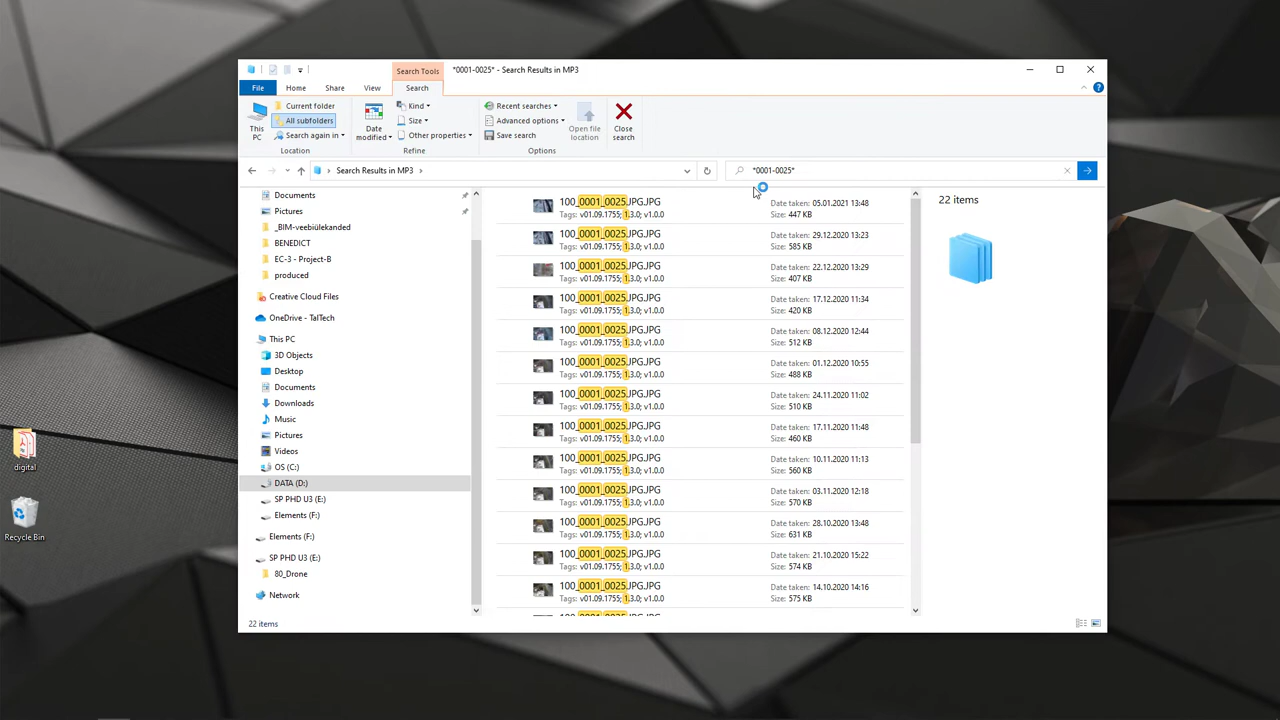 *0001-0025* - Search Results in MP3
Search Tools
File
Home
Share
View
Search
This PC
Current folder
All subfolders
Search again in
Location
Date modified
Kind
Size
Other properties
Refine
Recent searches
Advanced options
Save search
Options
Open file location
Close search
Search Results in MP3
*0001-0025*
Documents
Pictures
_BIM-veebiülekanded
BENEDICT
EC-3 - Project-B
produced
Creative Cloud Files
OneDrive - TalTech
This PC
3D Objects
Desktop
Documents
Downloads
Music
Pictures
Videos
OS (C:)
DATA (D:)
SP PHD U3 (E:)
Elements (F:)
Elements (F:)
SP PHD U3 (E:)
80_Drone
Network
100_0001_0025.JPG.JPG
Tags: v01.09.1755; 1.3.0; v1.0.0
Date taken: 05.01.2021 13:48
Size: 447 KB
100_0001_0025.JPG.JPG
Tags: v01.09.1755; 1.3.0; v1.0.0
Date taken: 29.12.2020 13:23
Size: 585 KB
100_0001_0025.JPG.JPG
Tags: v01.09.1755; 1.3.0; v1.0.0
Date taken: 22.12.2020 13:29
Size: 407 KB
100_0001_0025.JPG.JPG
Tags: v01.09.1755; 1.3.0; v1.0.0
Date taken: 17.12.2020 11:34
Size: 420 KB
100_0001_0025.JPG.JPG
Tags: v01.09.1755; 1.3.0; v1.0.0
Date taken: 08.12.2020 12:44
Size: 512 KB
100_0001_0025.JPG.JPG
Tags: v01.09.1755; 1.3.0; v1.0.0
Date taken: 01.12.2020 10:55
Size: 488 KB
100_0001_0025.JPG.JPG
Tags: v01.09.1755; 1.3.0; v1.0.0
Date taken: 24.11.2020 11:02
Size: 510 KB
100_0001_0025.JPG.JPG
Tags: v01.09.1755; 1.3.0; v1.0.0
Date taken: 17.11.2020 11:48
Size: 460 KB
100_0001_0025.JPG.JPG
Tags: v01.09.1755; 1.3.0; v1.0.0
Date taken: 10.11.2020 11:13
Size: 560 KB
100_0001_0025.JPG.JPG
Tags: v01.09.1755; 1.3.0; v1.0.0
Date taken: 03.11.2020 12:18
Size: 570 KB
100_0001_0025.JPG.JPG
Tags: v01.09.1755; 1.3.0; v1.0.0
Date taken: 28.10.2020 13:48
Size: 631 KB
100_0001_0025.JPG.JPG
Tags: v01.09.1755; 1.3.0; v1.0.0
Date taken: 21.10.2020 15:22
Size: 574 KB
100_0001_0025.JPG.JPG
Tags: v01.09.1755; 1.3.0; v1.0.0
Date taken: 14.10.2020 14:16
Size: 575 KB
22 items
22 items
digital
Recycle Bin